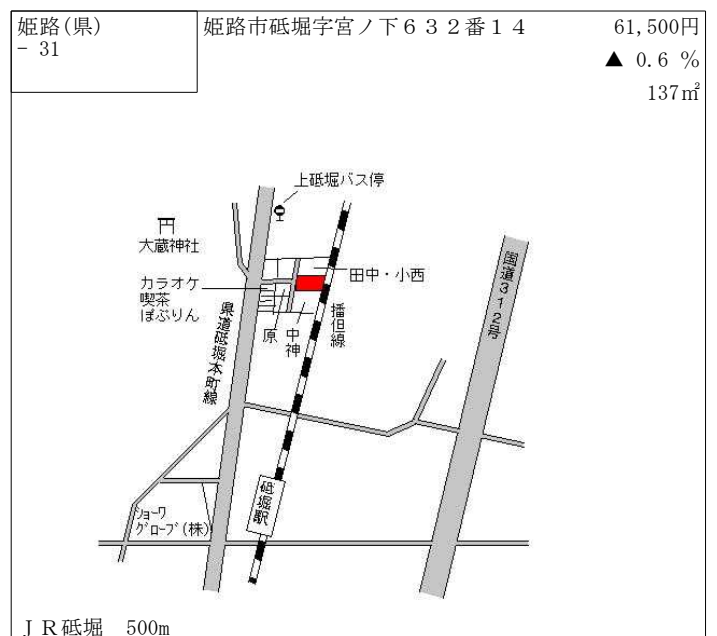 姫路(県)
－ 31
姫路市砥堀字宮ノ下６３２番１４
61,500円
▲ 0.6 %
137㎡
上砥堀バス停
大蔵神社
田中・小西
カラオケ
喫茶
ぽぷりん
原
中神
播但線
県道砥堀本町線
国道312号
砥堀駅
ショーワ
グローブ(株)
ＪＲ砥堀　500m